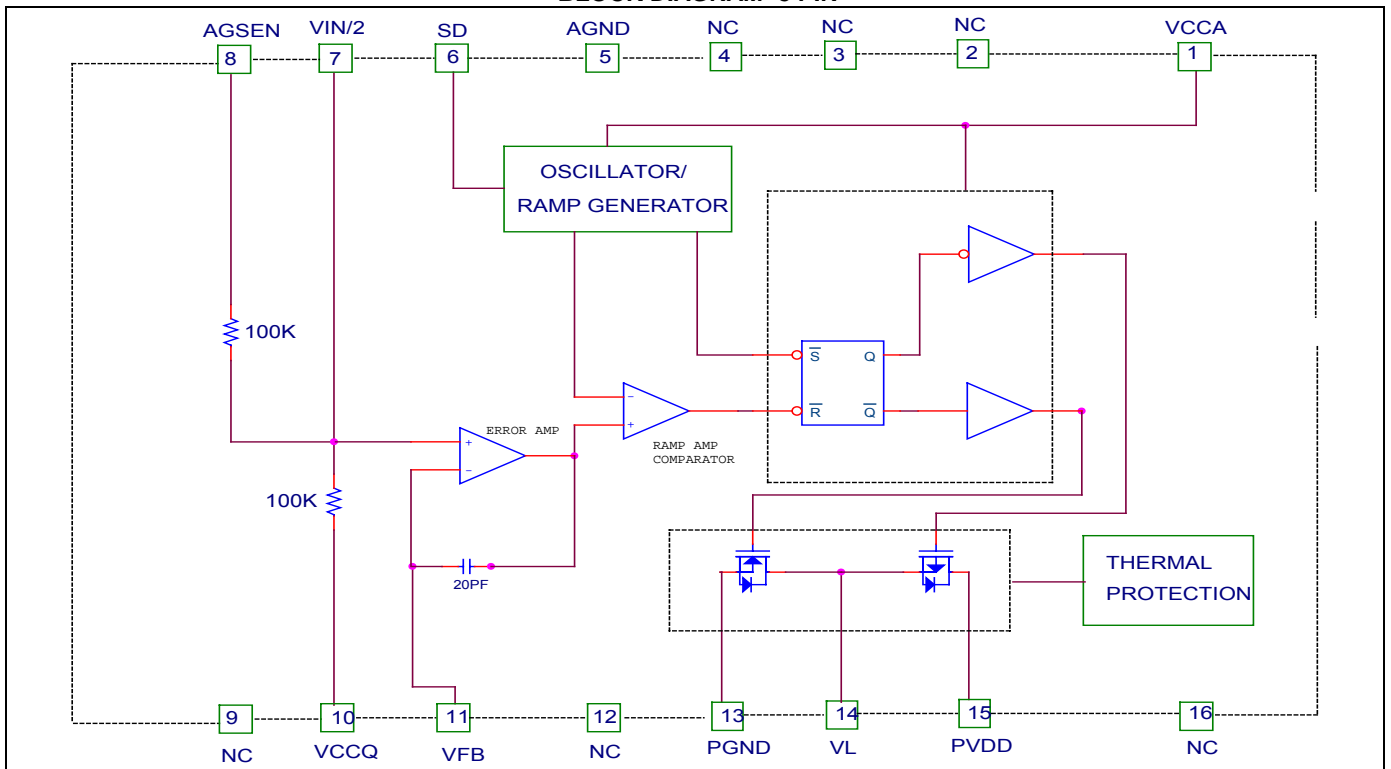 AGSEN VIN/2 SD AGND NC NC NC VCCA
8 7 6 5 4 3 2 1
OSCILLATOR/
RAMP GENERATOR
100K
S Q
R Q
ERROR AMP
+
-
-
+
RAMP AMP
COMPARATOR
100K
20PF
THERMAL
PROTECTION
9 10 11 12 13 14 15 16
NC VCCQ VFB NC PGND VL PVDD NC